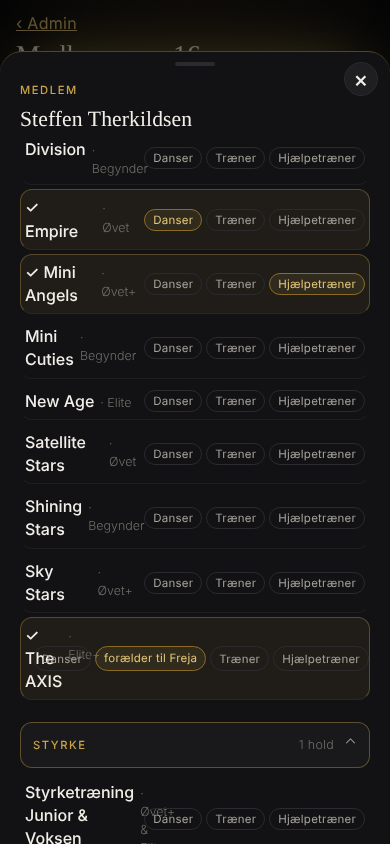 ‹ Admin
MEDLEM
×
Steffen Therkildsen
Division · Begynder Danser Træner Hjælpetræner
✓ Empire · Øvet Danser Træner Hjælpetræner
✓ Mini Angels · Øvet+ Danser Træner Hjælpetræner
Mini Cuties · Begynder Danser Træner Hjælpetræner
New Age · Elite Danser Træner Hjælpetræner
Satellite Stars · Øvet Danser Træner Hjælpetræner
Shining Stars · Begynder Danser Træner Hjælpetræner
Sky Stars · Øvet+ Danser Træner Hjælpetræner
✓ The AXIS · Elite+ Danser forælder til Freja Træner Hjælpetræner
STYRKE 1 hold
Styrketræning Junior & Voksen · Øvet+ & Danser Træner Hjælpetræner